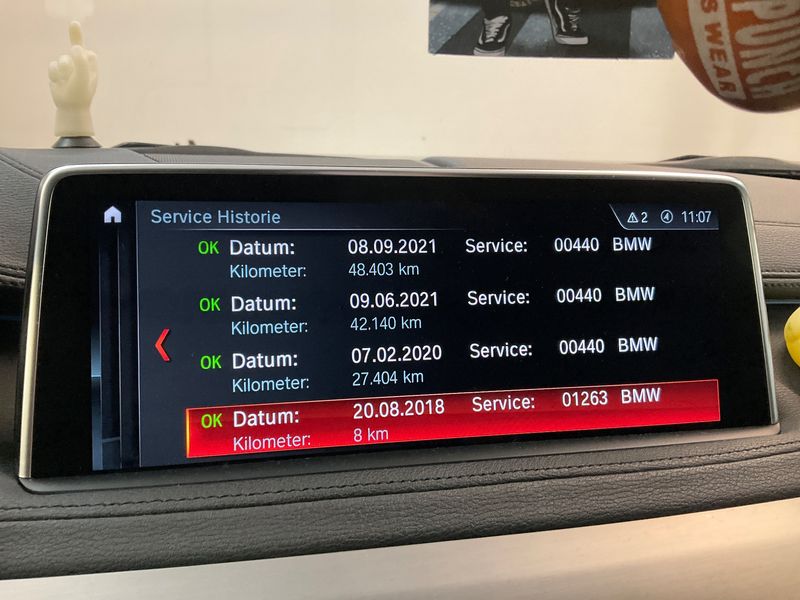 Service Historie
2
11:07
OK Datum: 08.09.2021 Service: 00440 BMW
Kilometer: 48.403 km
OK Datum: 09.06.2021 Service: 00440 BMW
Kilometer: 42.140 km
OK Datum: 07.02.2020 Service: 00440 BMW
Kilometer: 27.404 km
OK Datum: 20.08.2018 Service: 01263 BMW
Kilometer: 8 km
PUNCH
S WEAR